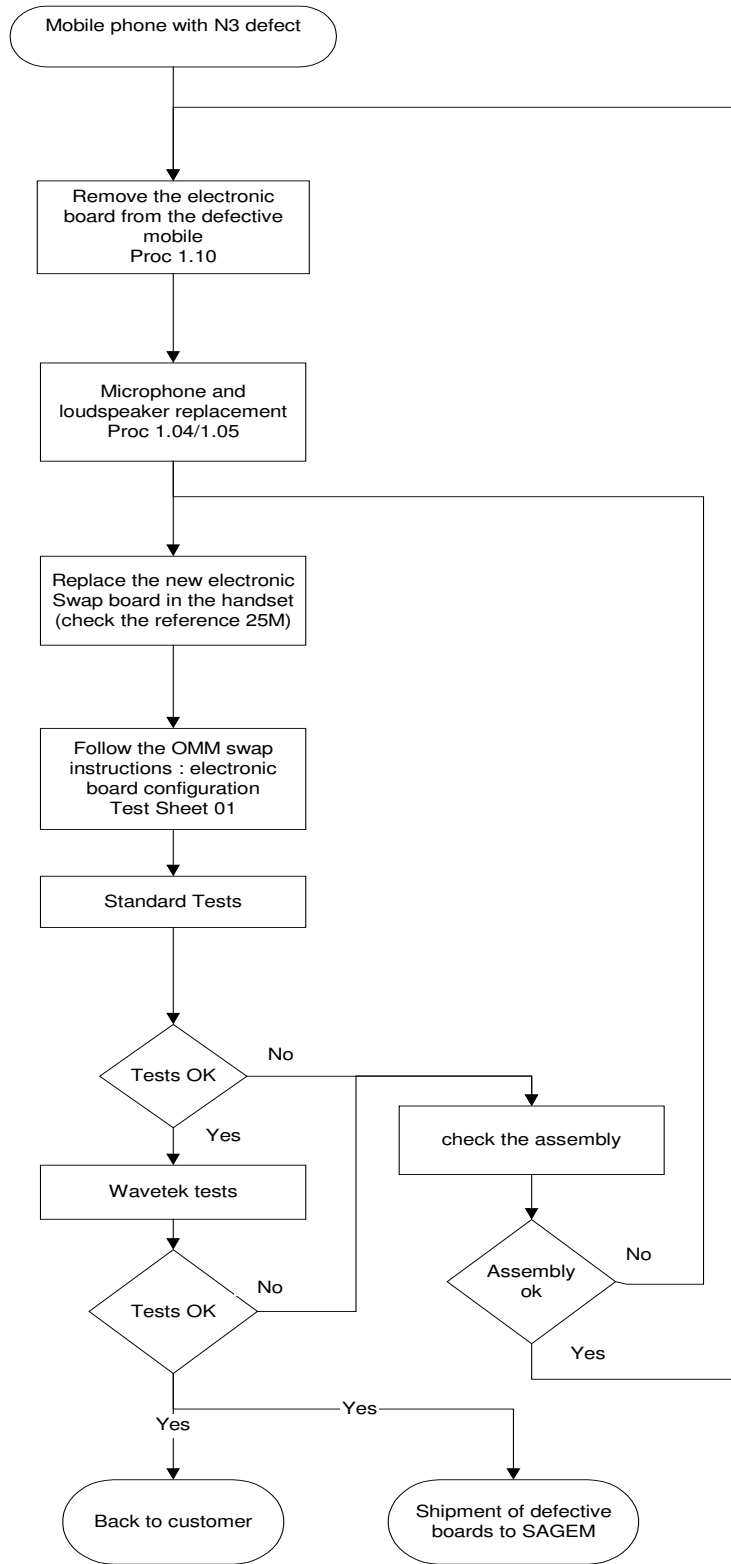 Mobile phone with N3 defect
Remove the electronic
board from the defective
mobile
Proc 1.10
Microphone and
loudspeaker replacement
Proc 1.04/1.05
Replace the new electronic
Swap board in the handset
(check the reference 25M)
Follow the OMM swap
instructions : electronic
board configuration
Test Sheet 01
Standard Tests
Tests OK
No
Yes
check the assembly
Wavetek tests
Tests OK
No
Assembly
ok
No
Yes
Yes
Yes
Back to customer
Shipment of defective
boards to SAGEM